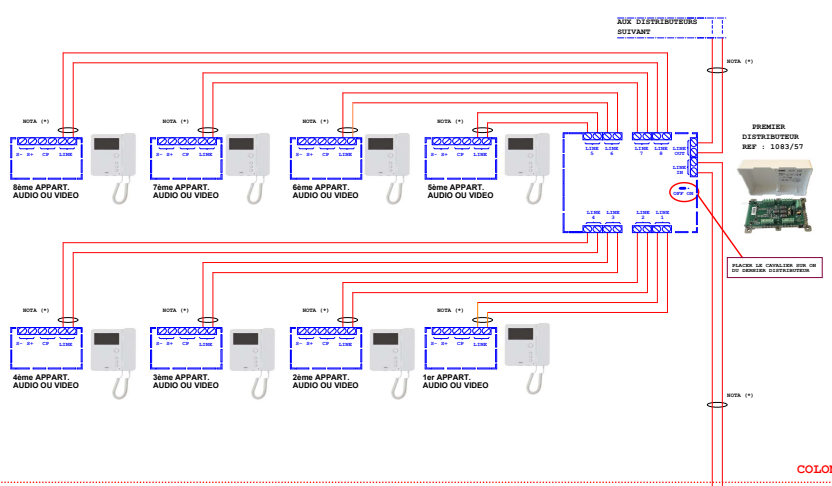 AUX DISTRIBUTEURS
SUIVANT
NOTA (*)
NOTA (*)
NOTA (*)
NOTA (*)
NOTA (*)
PREMIER
DISTRIBUTEUR
REF : 1083/57
S- S+ CP LINE
S- S+ CP LINE
S- S+ CP LINE
S- S+ CP LINE
LINE LINE LINE LINE
5 6 7 8
LINE
OUT
LINE
IN
OFF ON
8ème APPART.
AUDIO OU VIDEO
7ème APPART.
AUDIO OU VIDEO
6ème APPART.
AUDIO OU VIDEO
5ème APPART.
AUDIO OU VIDEO
LINE LINE LINE LINE
4 3 2 1
PLACER LE CAVALIER SUR ON
DU DERNIER DISTRIBUTEUR
NOTA (*)
NOTA (*)
NOTA (*)
NOTA (*)
S- S+ CP LINE
S- S+ CP LINE
S- S+ CP LINE
S- S+ CP LINE
4ème APPART.
AUDIO OU VIDEO
3ème APPART.
AUDIO OU VIDEO
2ème APPART.
AUDIO OU VIDEO
1er APPART.
AUDIO OU VIDEO
NOTA (*)